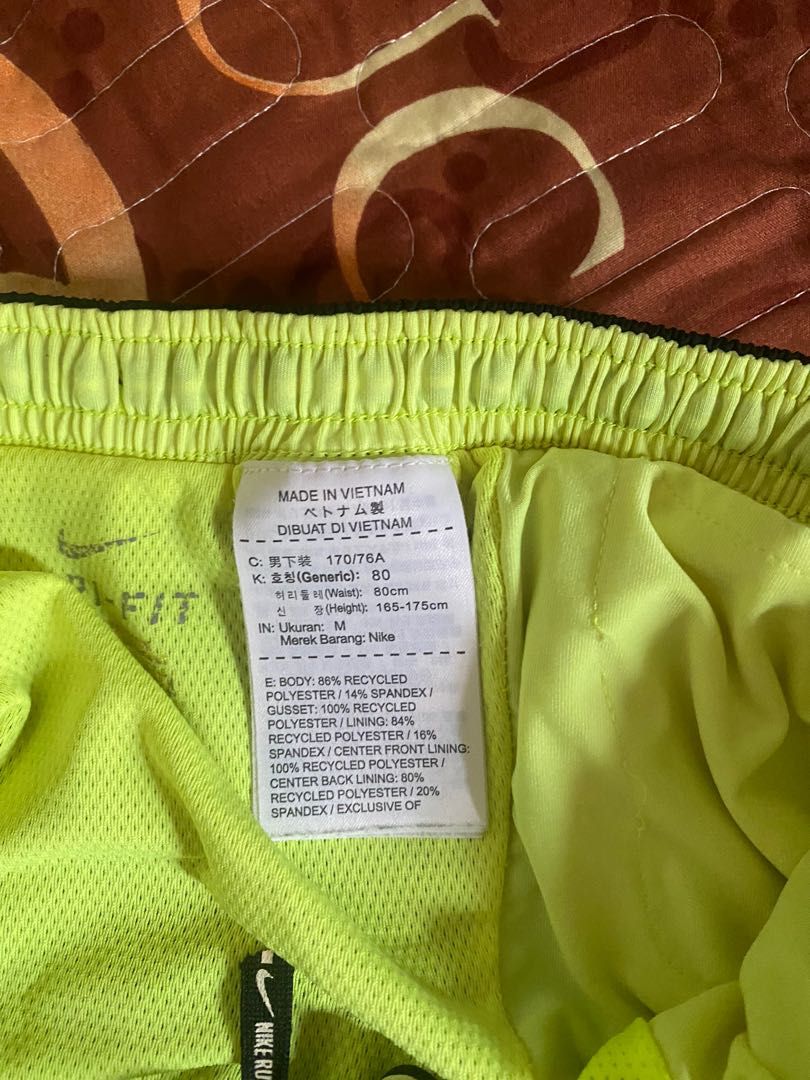 MADE IN VIETNAM
ベトナム製
DIBUAT DI VIETNAM
C: 男下装 170/76A
K: 호칭(Generic): 80
허리둘레(Waist): 80cm
신 장(Height): 165-175cm
IN: Ukuran: M
Merek Barang: Nike
E: BODY: 86% RECYCLED
POLYESTER / 14% SPANDEX /
GUSSET: 100% RECYCLED
POLYESTER / LINING: 84%
RECYCLED POLYESTER / 16%
SPANDEX / CENTER FRONT LINING:
100% RECYCLED POLYESTER /
CENTER BACK LINING: 80%
RECYCLED POLYESTER / 20%
SPANDEX / EXCLUSIVE OF
FIT
NIKE RU